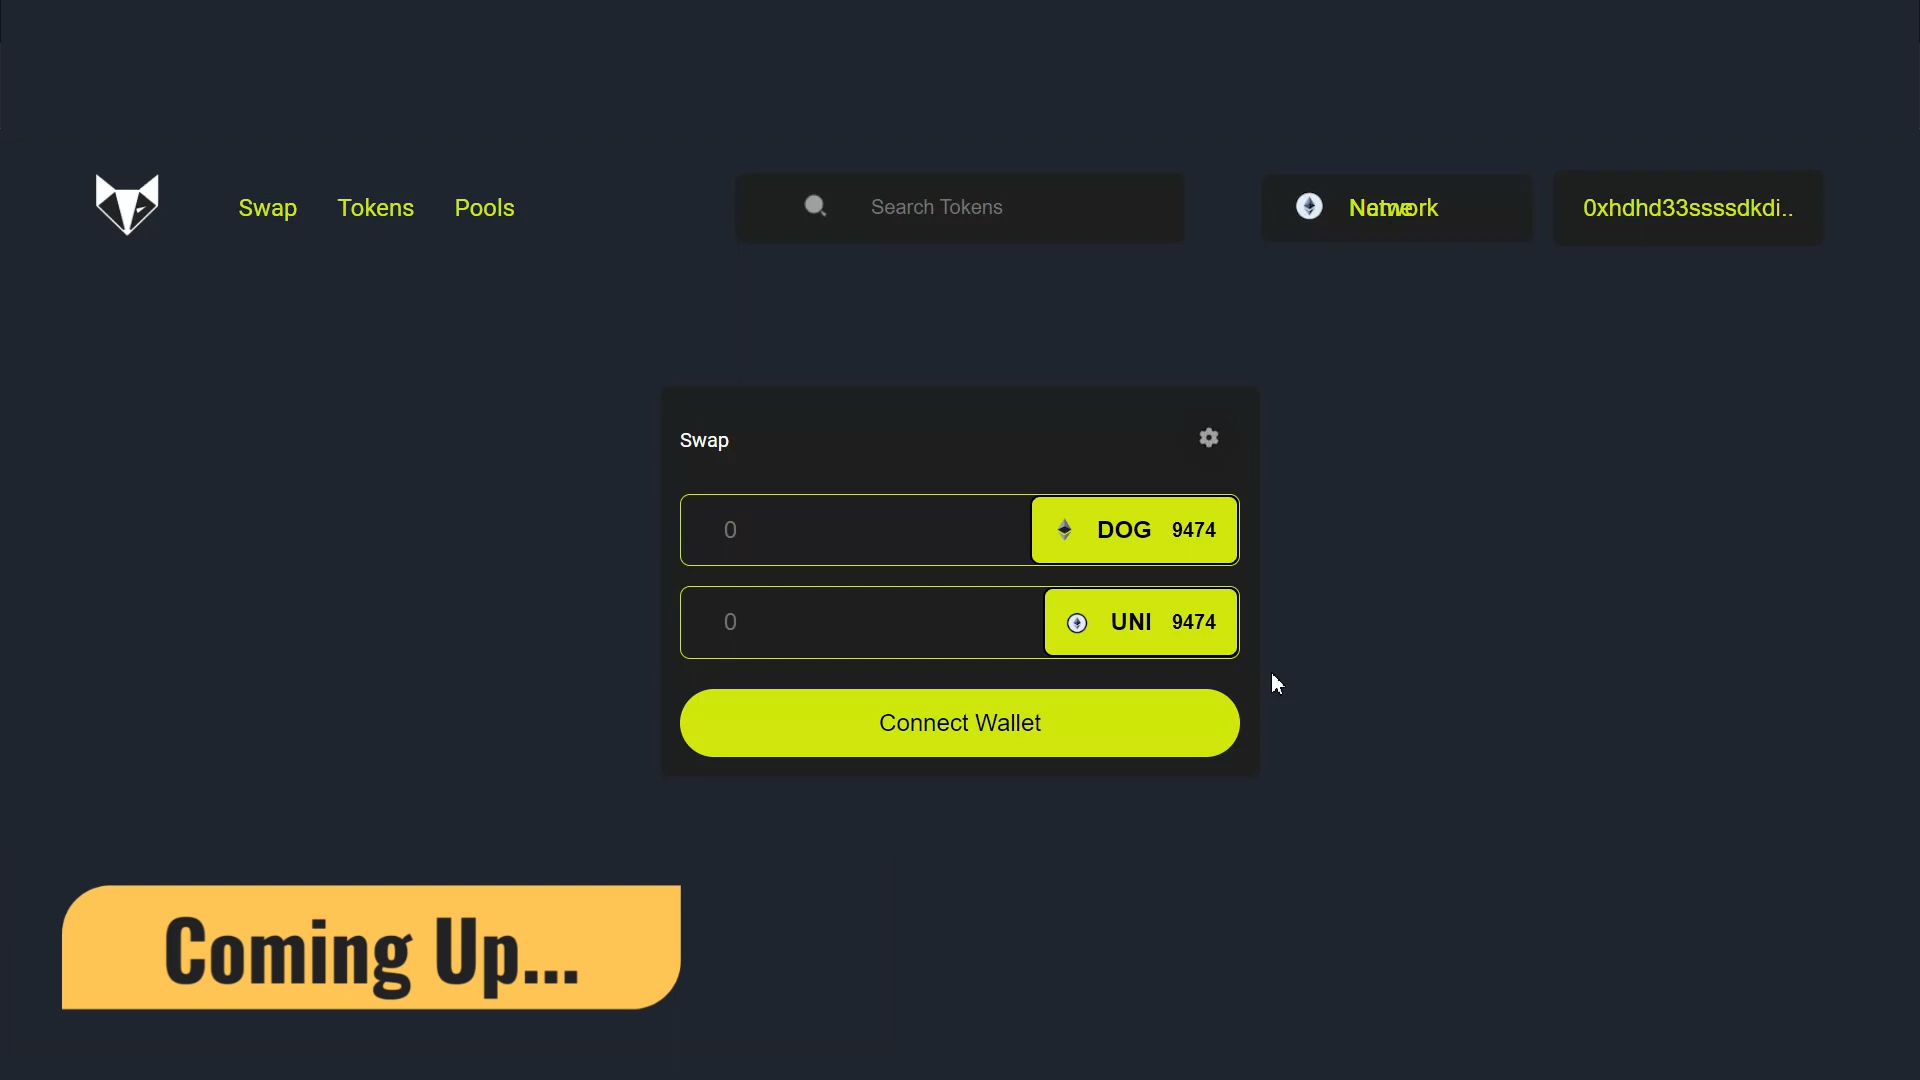 Swap Tokens Pools Search Tokens Network 0xhdhd33ssssdkdi..
Swap
0 DOG 9474
0 UNI 9474
Connect Wallet
Coming Up...